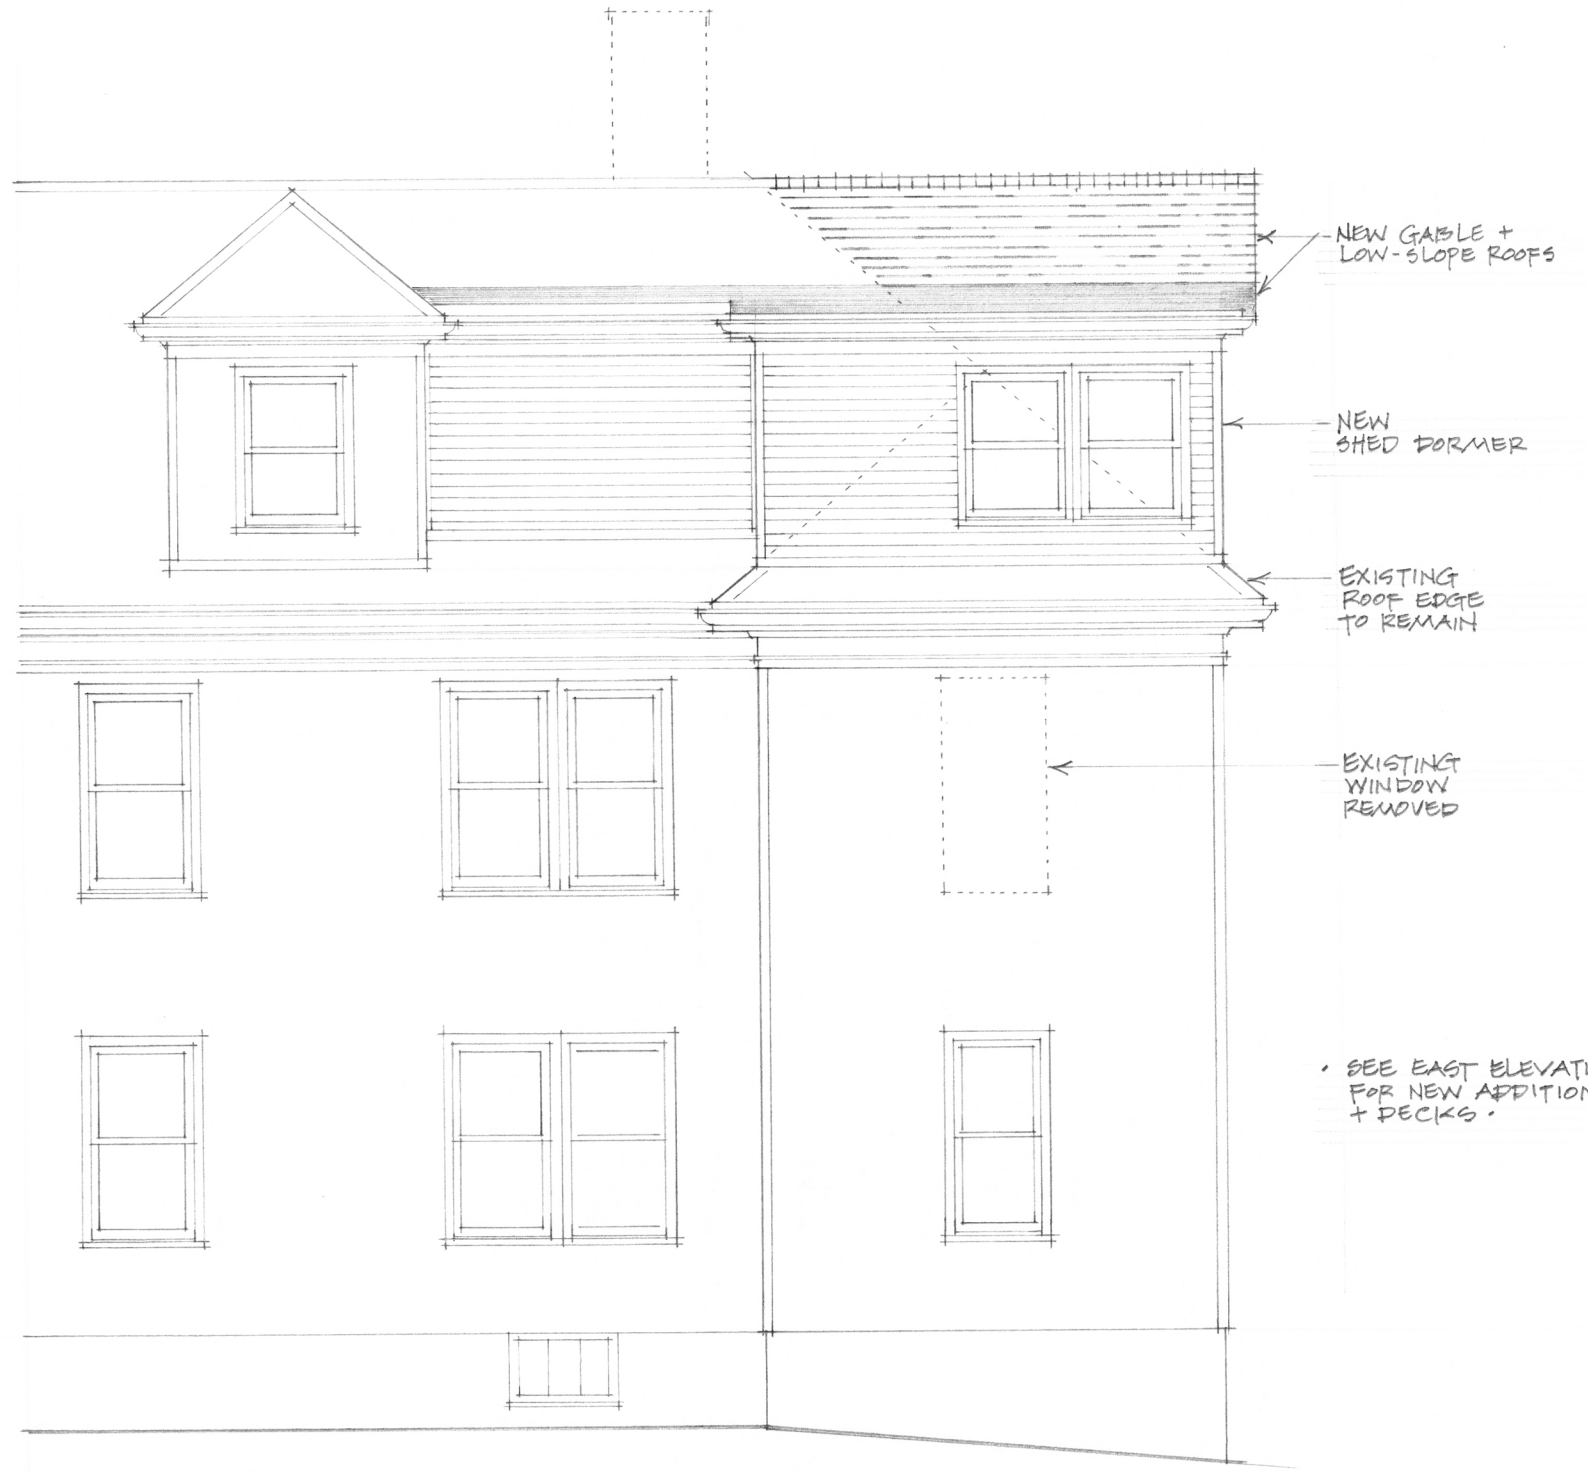 NEW GABLE +
LOW-SLOPE ROOFS
NEW
SHED DORMER
EXISTING
ROOF EDGE
TO REMAIN
EXISTING
WINDOW
REMOVED
• SEE EAST ELEVATI
FOR NEW ADDITION
+ DECKS •